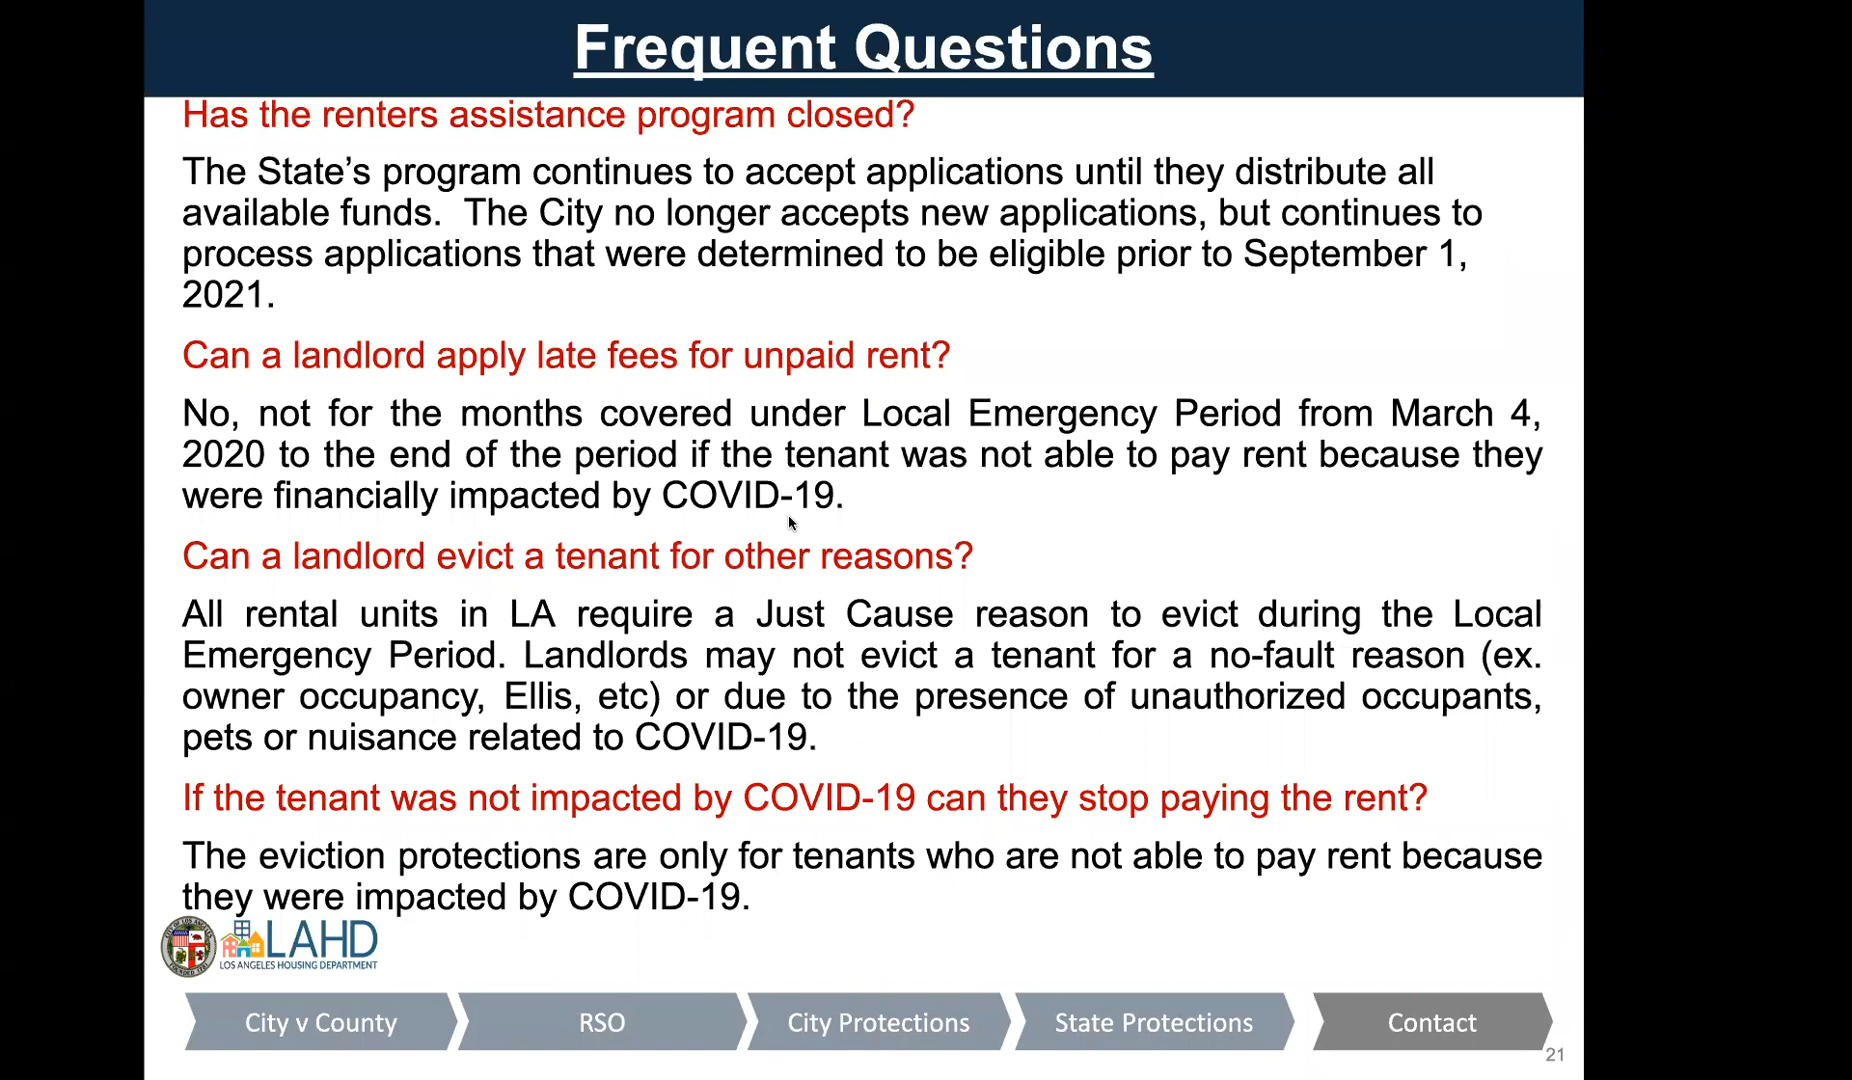 Frequent Questions
Has the renters assistance program closed?
The State’s program continues to accept applications until they distribute all
available funds.  The City no longer accepts new applications, but continues to
process applications that were determined to be eligible prior to September 1,
2021.
Can a landlord apply late fees for unpaid rent?
No, not for the months covered under Local Emergency Period from March 4,
2020 to the end of the period if the tenant was not able to pay rent because they
were financially impacted by COVID-19.
Can a landlord evict a tenant for other reasons?
All rental units in LA require a Just Cause reason to evict during the Local
Emergency Period. Landlords may not evict a tenant for a no-fault reason (ex.
owner occupancy, Ellis, etc) or due to the presence of unauthorized occupants,
pets or nuisance related to COVID-19.
If the tenant was not impacted by COVID-19 can they stop paying the rent?
The eviction protections are only for tenants who are not able to pay rent because
they were impacted by COVID-19.
LAHD
LOS ANGELES HOUSING DEPARTMENT
City v County
RSO
City Protections
State Protections
Contact
21